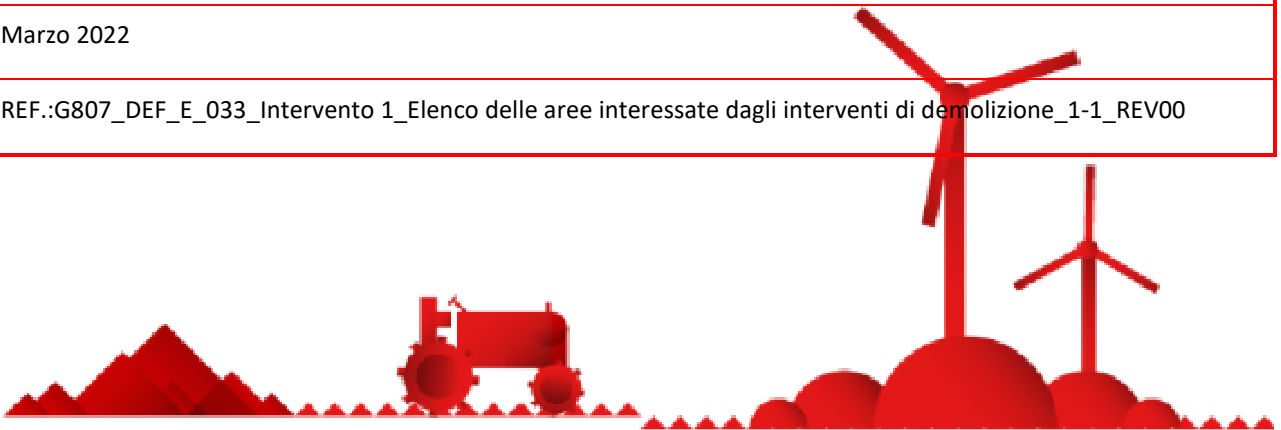 Marzo 2022
REF.:G807_DEF_E_033_Intervento 1_Elenco delle aree interessate dagli interventi di demolizione_1-1_REV00